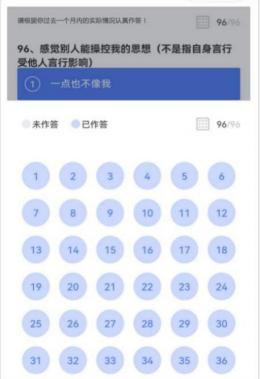 请根据你过去一个月内的实际情况认真作答！ 96/96
96、感觉别人能操控我的思想（不是指自身言行
受他人言行影响）
1 一点也不像我
未作答 已作答 96/96
1 2 3 4 5 6
7 8 9 10 11 12
13 14 15 16 17 18
19 20 21 22 23 24
25 26 27 28 29 30
31 32 33 34 35 36